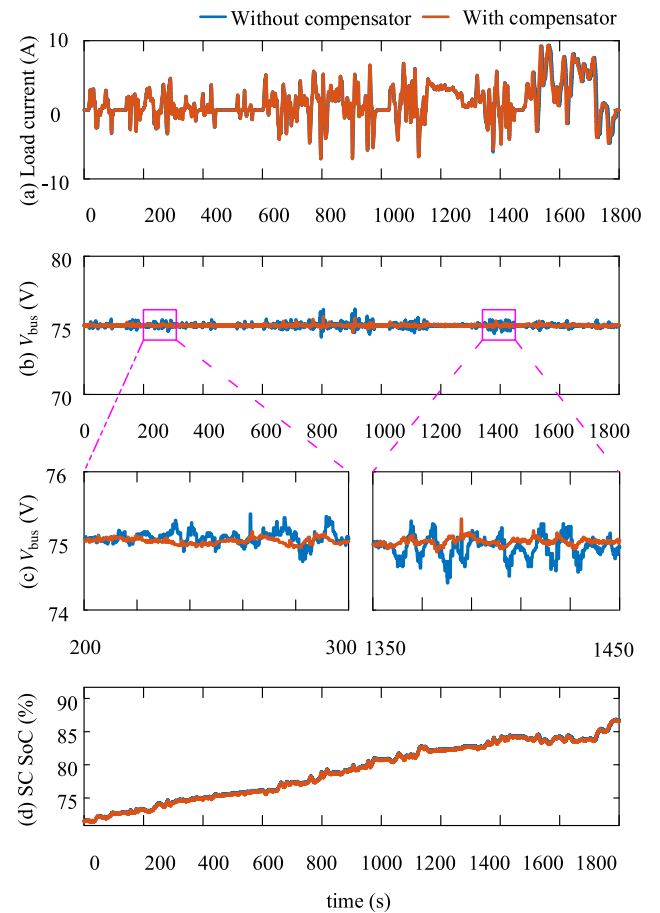 Without compensator With compensator
(a) Load current (A)
10
0
-10
0 200 400 600 800 1000 1200 1400 1600 1800
(b) Vbus (V)
80
75
70
0 200 400 600 800 1000 1200 1400 1600 1800
(c) Vbus (V)
76
75
74
200 300 1350 1450
(d) SC SoC (%)
90
85
80
75
0 200 400 600 800 1000 1200 1400 1600 1800
time (s)